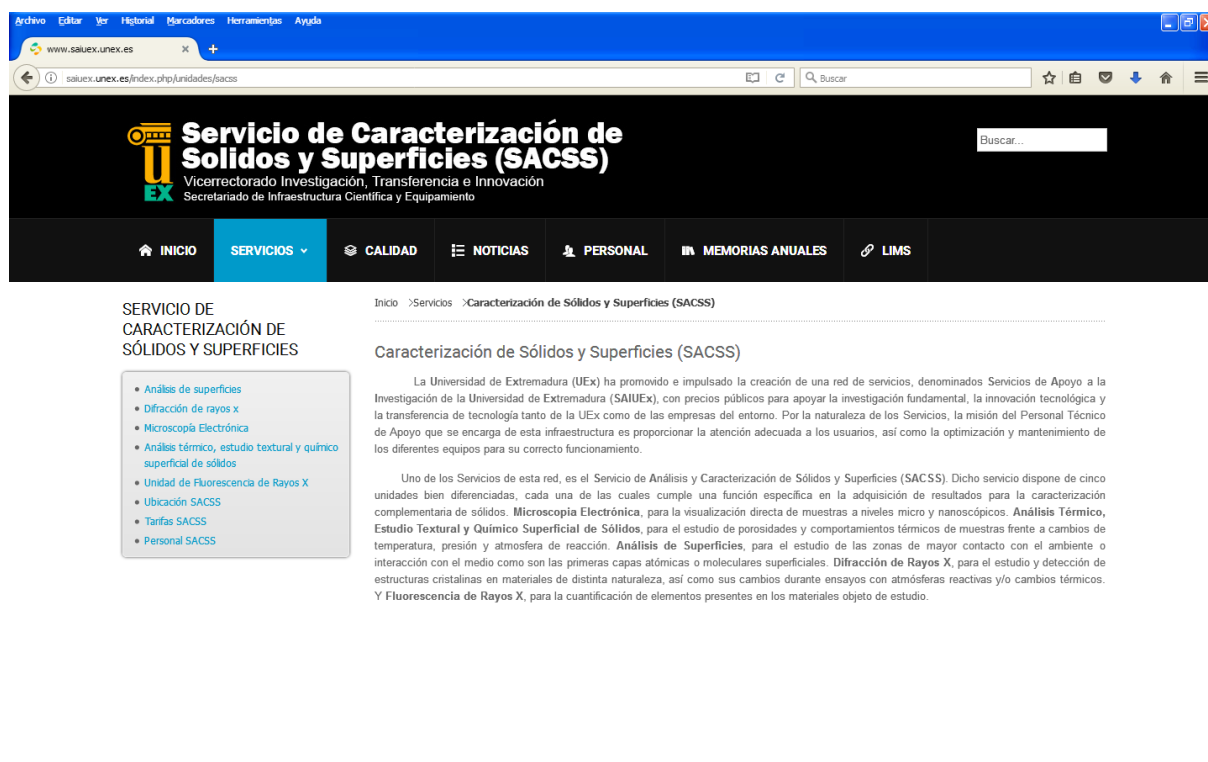 Archivo Editar Ver Historial Marcadores Herramientas Ayuda
www.saiuex.unex.es
saiuex.unex.es/index.php/unidades/sacss
Buscar
Servicio de Caracterización de
Solidos y Superficies (SACSS)
Vicerrectorado Investigación, Transferencia e Innovación
Secretariado de Infraestructura Científica y Equipamiento
UEX
Buscar...
INICIO SERVICIOS CALIDAD NOTICIAS PERSONAL MEMORIAS ANUALES LIMS
SERVICIO DE
CARACTERIZACIÓN DE
SÓLIDOS Y SUPERFICIES
Análisis de superficies
Difracción de rayos x
Microscopía Electrónica
Análisis térmico, estudio textural y químico
superficial de sólidos
Unidad de Fluorescencia de Rayos X
Ubicación SACSS
Tarifas SACSS
Personal SACSS
Inicio >Servicios >Caracterización de Sólidos y Superficies (SACSS)
Caracterización de Sólidos y Superficies (SACSS)
La Universidad de Extremadura (UEx) ha promovido e impulsado la creación de una red de servicios, denominados Servicios de Apoyo a la
Investigación de la Universidad de Extremadura (SAIUEx), con precios públicos para apoyar la investigación fundamental, la innovación tecnológica y
la transferencia de tecnología tanto de la UEx como de las empresas del entorno. Por la naturaleza de los Servicios, la misión del Personal Técnico
de Apoyo que se encarga de esta infraestructura es proporcionar la atención adecuada a los usuarios, así como la optimización y mantenimiento de
los diferentes equipos para su correcto funcionamiento.
Uno de los Servicios de esta red, es el Servicio de Análisis y Caracterización de Sólidos y Superficies (SACSS). Dicho servicio dispone de cinco
unidades bien diferenciadas, cada una de las cuales cumple una función específica en la adquisición de resultados para la caracterización
complementaria de sólidos. Microscopia Electrónica, para la visualización directa de muestras a niveles micro y nanoscópicos. Análisis Térmico,
Estudio Textural y Químico Superficial de Sólidos, para el estudio de porosidades y comportamientos térmicos de muestras frente a cambios de
temperatura, presión y atmosfera de reacción. Análisis de Superficies, para el estudio de las zonas de mayor contacto con el ambiente o
interacción con el medio como son las primeras capas atómicas o moleculares superficiales. Difracción de Rayos X, para el estudio y detección de
estructuras cristalinas en materiales de distinta naturaleza, así como sus cambios durante ensayos con atmósferas reactivas y/o cambios térmicos.
Y Fluorescencia de Rayos X, para la cuantificación de elementos presentes en los materiales objeto de estudio.